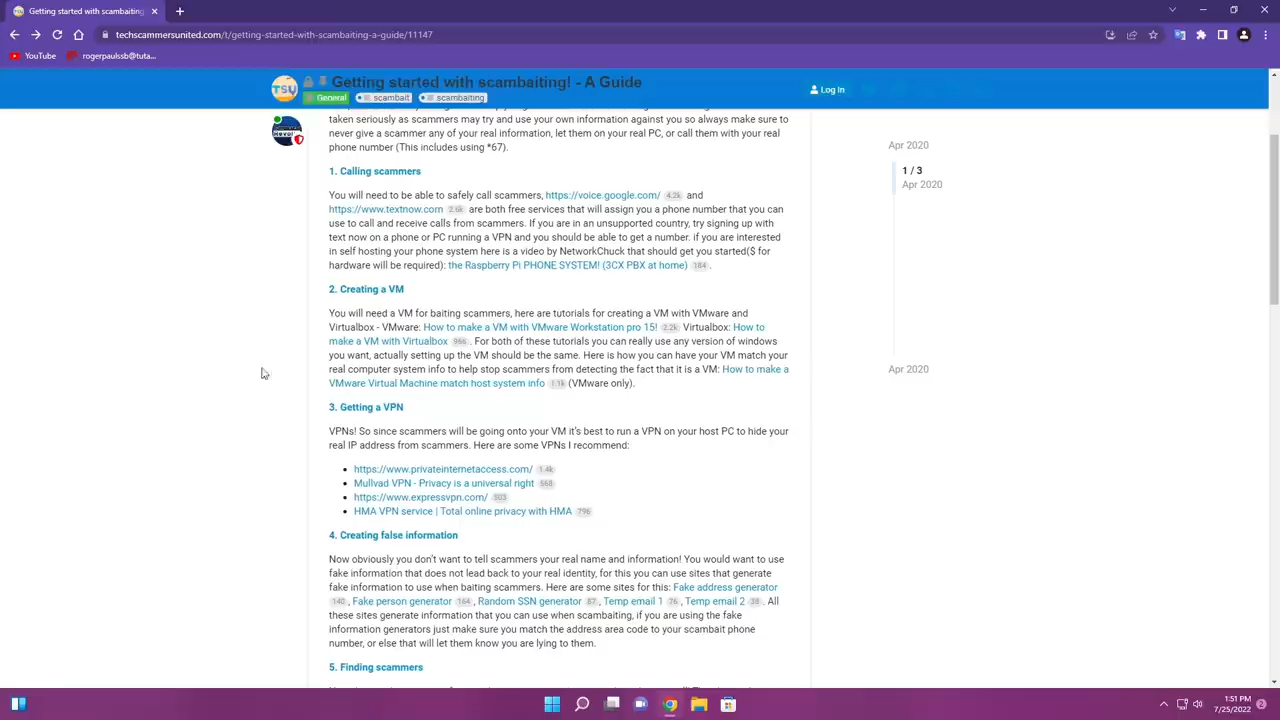 Getting started with scambaiting
techscammersunited.com/t/getting-started-with-scambaiting-a-guide/11147
YouTube
rogerpaulssb@tuta...
TSU
Getting started with scambaiting! - A Guide
General
scambait
scambaiting
Log In
taken seriously as scammers may try and use your own information against you so always make sure to
never give a scammer any of your real information, let them on your real PC, or call them with your real
phone number (This includes using *67).
1. Calling scammers
You will need to be able to safely call scammers, https://voice.google.com/ 4.2k and
https://www.textnow.com 2.6k are both free services that will assign you a phone number that you can
use to call and receive calls from scammers. If you are in an unsupported country, try signing up with
text now on a phone or PC running a VPN and you should be able to get a number. if you are interested
in self hosting your phone system here is a video by NetworkChuck that should get you started($ for
hardware will be required): the Raspberry Pi PHONE SYSTEM! (3CX PBX at home) 184 .
2. Creating a VM
You will need a VM for baiting scammers, here are tutorials for creating a VM with VMware and
Virtualbox - VMware: How to make a VM with VMware Workstation pro 15! 2.2k Virtualbox: How to
make a VM with Virtualbox 966 . For both of these tutorials you can really use any version of windows
you want, actually setting up the VM should be the same. Here is how you can have your VM match your
real computer system info to help stop scammers from detecting the fact that it is a VM: How to make a
VMware Virtual Machine match host system info 1.1k (VMware only).
3. Getting a VPN
VPNs! So since scammers will be going onto your VM it's best to run a VPN on your host PC to hide your
real IP address from scammers. Here are some VPNs I recommend:
https://www.privateinternetaccess.com/ 1.4k
Mullvad VPN - Privacy is a universal right 568
https://www.expressvpn.com/ 503
HMA VPN service | Total online privacy with HMA 796
4. Creating false information
Now obviously you don't want to tell scammers your real name and information! You would want to use
fake information that does not lead back to your real identity, for this you can use sites that generate
fake information to use when baiting scammers. Here are some sites for this: Fake address generator
140 , Fake person generator 164 , Random SSN generator 87 , Temp email 1 76 , Temp email 2 38 . All
these sites generate information that you can use when scambaiting, if you are using the fake
information generators just make sure you match the address area code to your scambait phone
number, or else that will let them know you are lying to them.
5. Finding scammers
Apr 2020
1 / 3
Apr 2020
Apr 2020
1:51 PM
7/25/2022
2